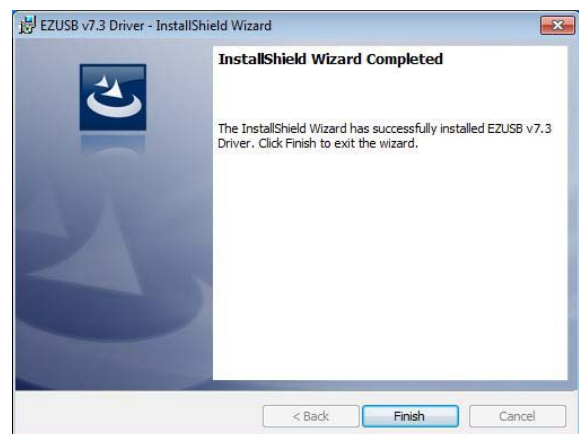 EZUSB v7.3 Driver - InstallShield Wizard
InstallShield Wizard Completed
The InstallShield Wizard has successfully installed EZUSB v7.3
Driver. Click Finish to exit the wizard.
< Back
Finish
Cancel